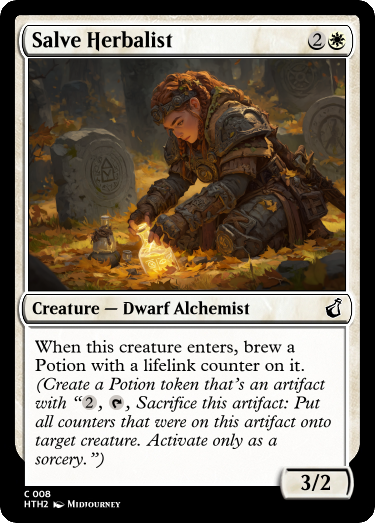 Salve Herbalist 2
Creature — Dwarf Alchemist
When this creature enters, brew a
Potion with a lifelink counter on it.
(Create a Potion token that's an artifact
with "2, , Sacrifice this artifact: Put
all counters that were on this artifact onto
target creature. Activate only as a
sorcery.")
3/2
C 008
HTH2 Midjourney